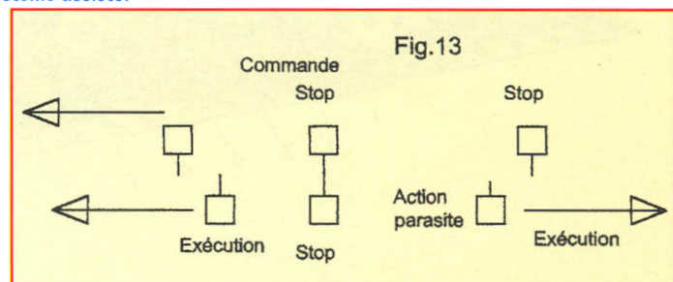 Fig.13
Commande
Stop
Stop
Action
parasite
Exécution
Stop
Exécution